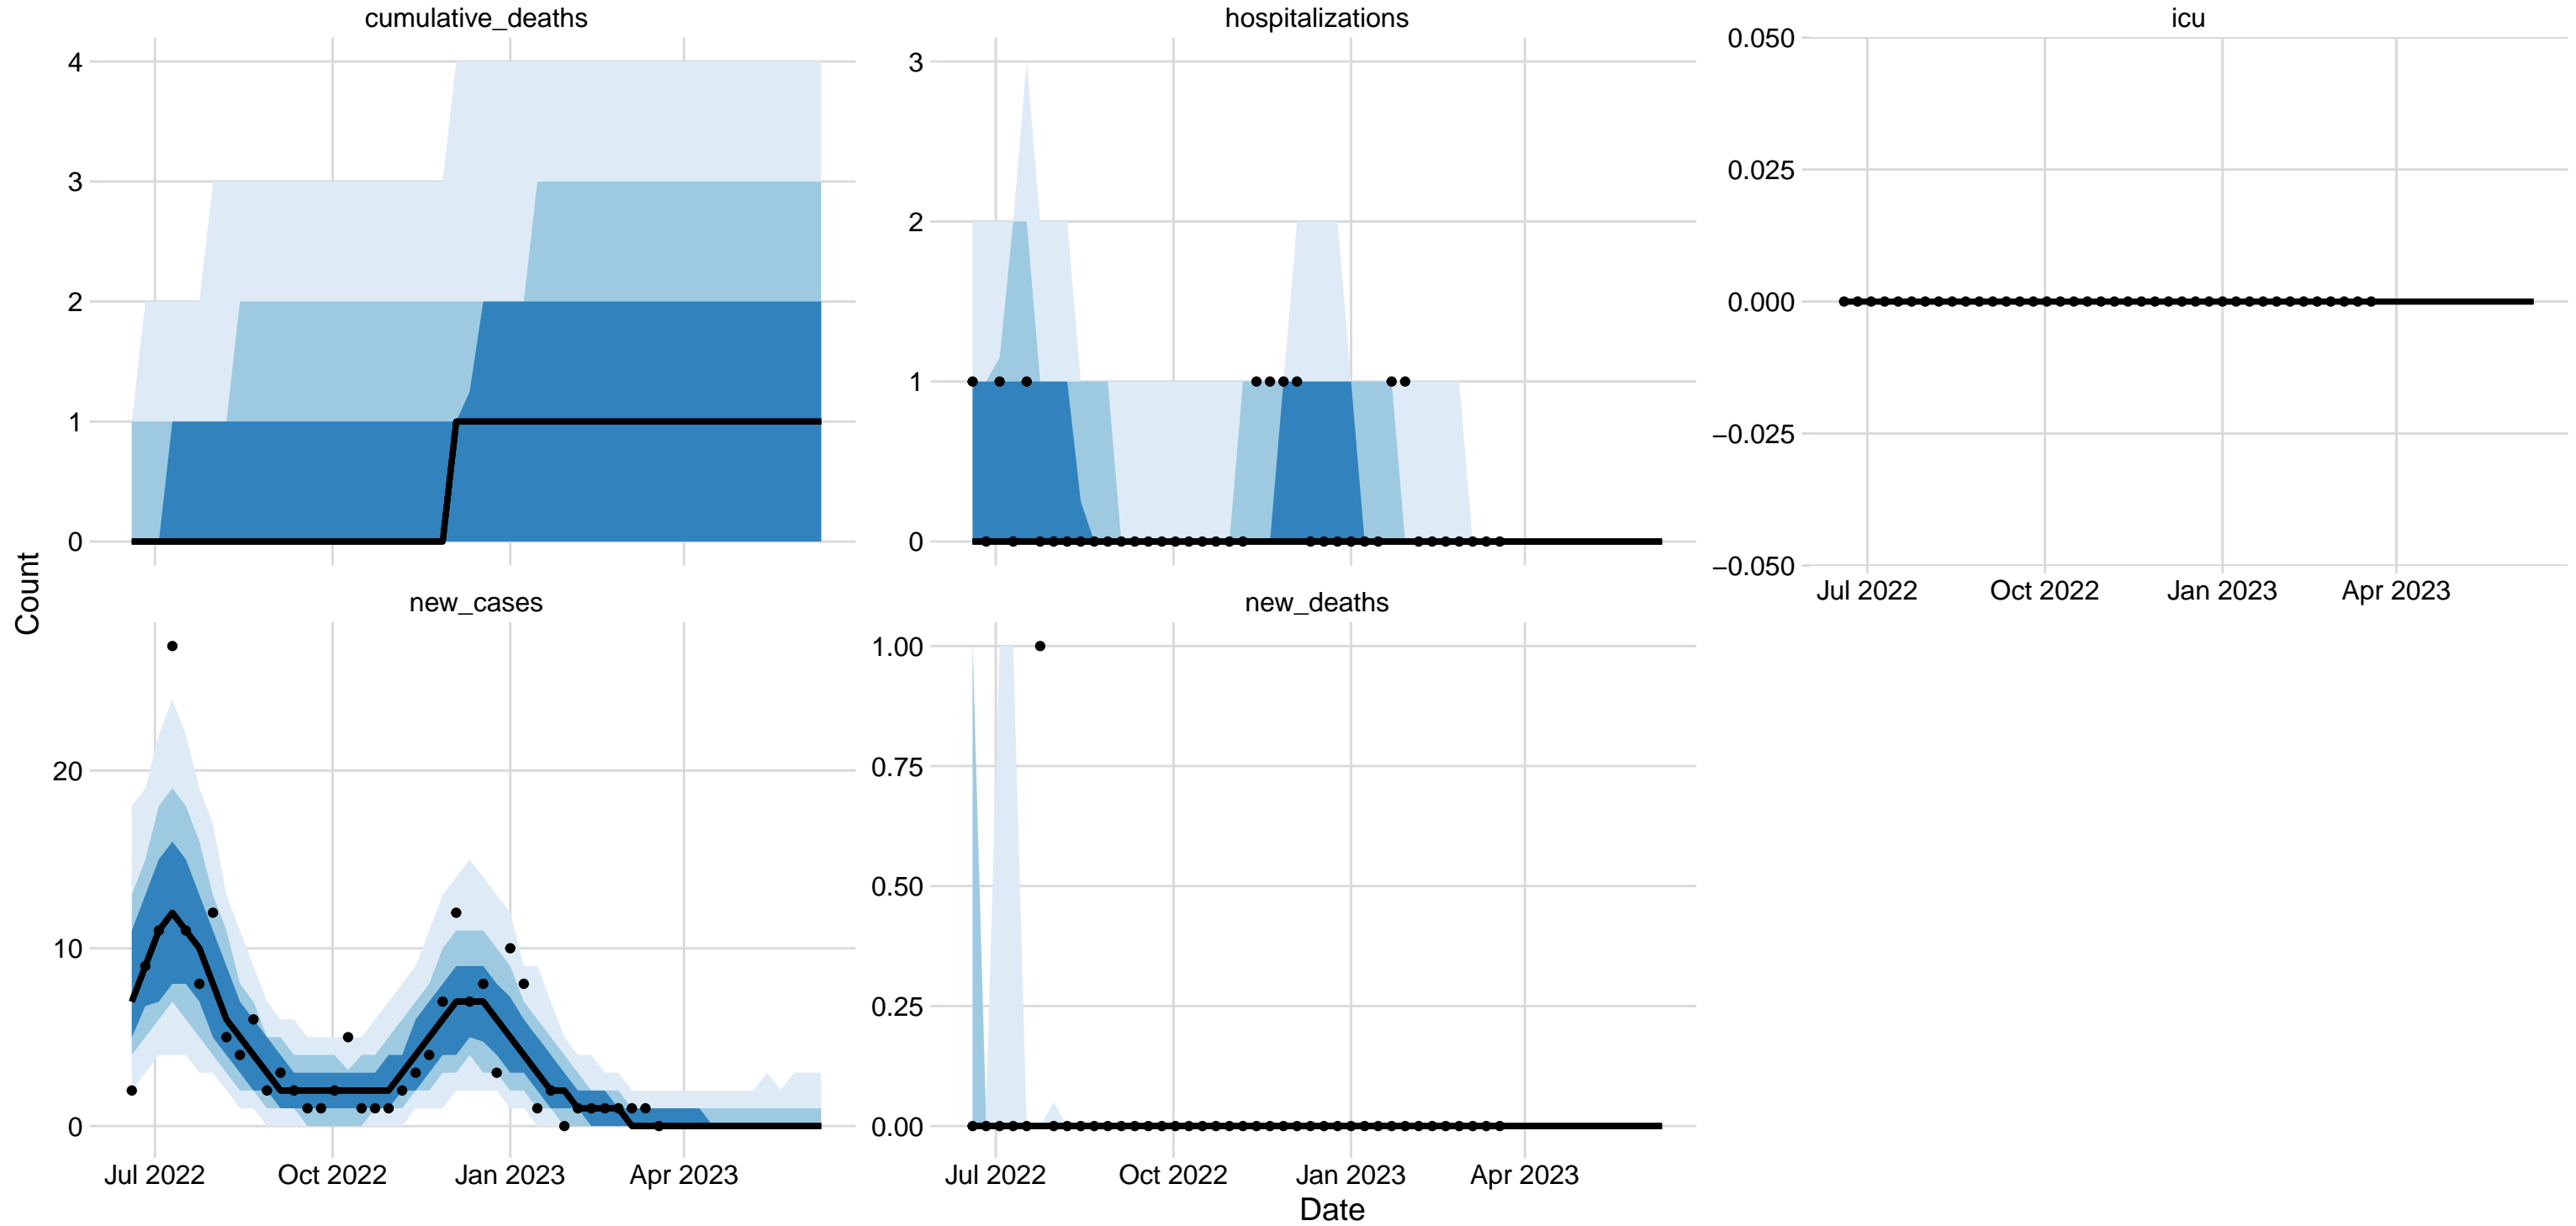 cumulative_deaths
hospitalizations
icu
4
3
2
1
0
3
2
1
0
0.050
0.025
0.000
−0.025
−0.050
Jul 2022 Oct 2022 Jan 2023 Apr 2023
Count
new_cases
new_deaths
20
10
0
1.00
0.75
0.50
0.25
0.00
Jul 2022 Oct 2022 Jan 2023 Apr 2023
Jul 2022 Oct 2022 Jan 2023 Apr 2023
Date